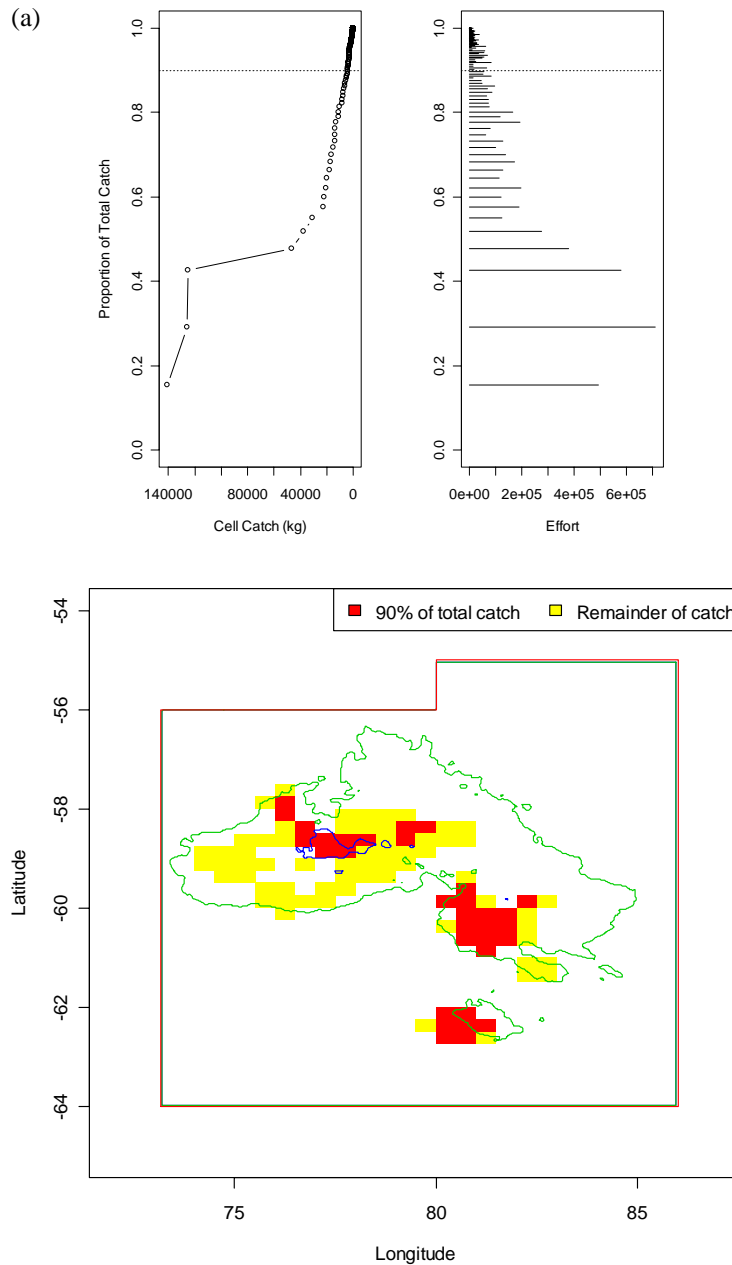 (a)
Proportion of Total Catch
0.0 0.2 0.4 0.6 0.8 1.0
140000 80000 40000 0
Cell Catch (kg)
0.0 0.2 0.4 0.6 0.8 1.0
0e+00 2e+05 4e+05 6e+05
Effort
90% of total catch Remainder of catch
Latitude
-54
-56
-58
-60
-62
-64
75 80 85
Longitude